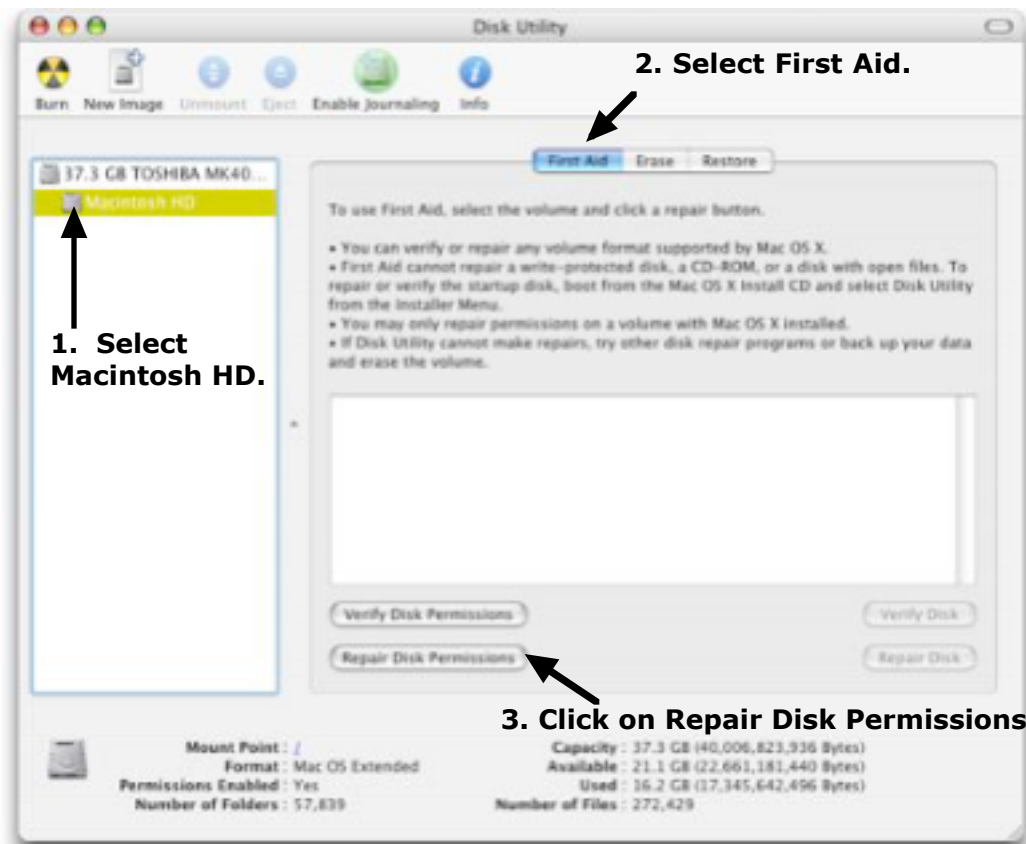 Disk Utility
2. Select First Aid.
Burn New Image Unmount Eject Enable Journaling Info
First Aid Erase Restore
37.3 GB TOSHIBA MK40...
Macintosh HD
To use First Aid, select the volume and click a repair button.
• You can verify or repair any volume format supported by Mac OS X.
• First Aid cannot repair a write-protected disk, a CD-ROM, or a disk with open files. To
repair or verify the startup disk, boot from the Mac OS X Install CD and select Disk Utility
from the Installer Menu.
• You may only repair permissions on a volume with Mac OS X installed.
• If Disk Utility cannot make repairs, try other disk repair programs or back up your data
and erase the volume.
1. Select
Macintosh HD.
Verify Disk Permissions Verify Disk
Repair Disk Permissions Repair Disk
3. Click on Repair Disk Permissions
Mount Point : / Capacity : 37.3 GB (40,006,823,936 Bytes)
Format : Mac OS Extended Available : 21.1 GB (22,661,181,440 Bytes)
Permissions Enabled : Yes Used : 16.2 GB (17,345,642,496 Bytes)
Number of Folders : 57,839 Number of Files : 272,429